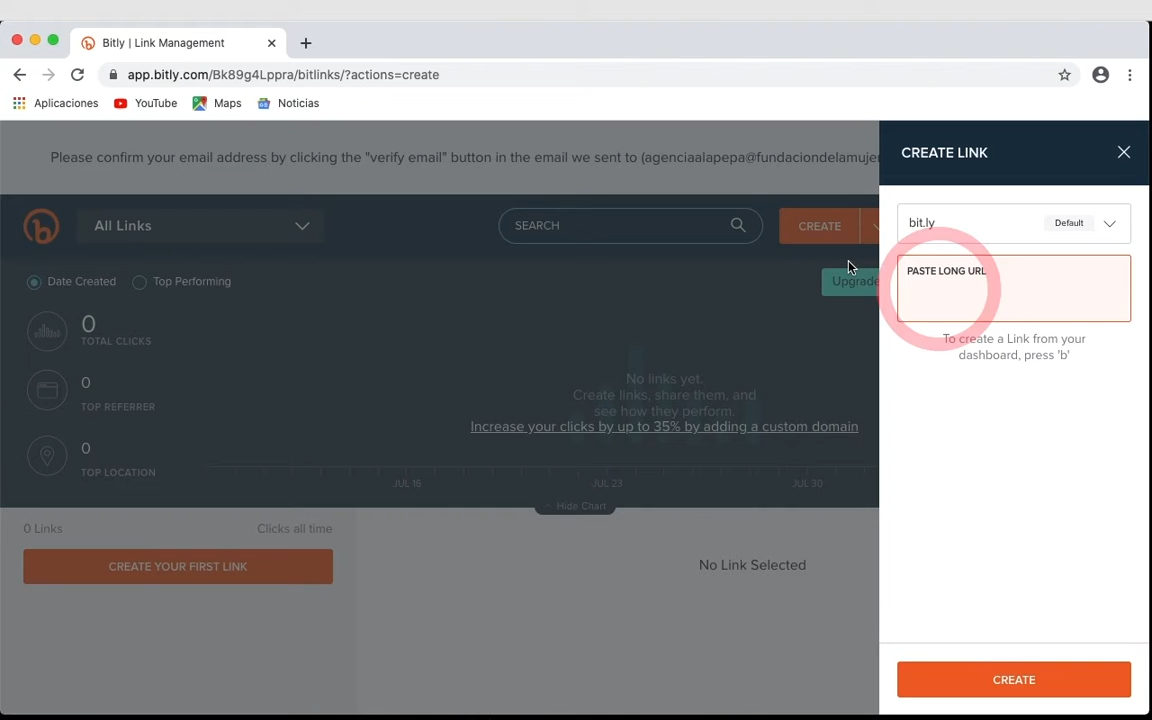 Bitly | Link Management
app.bitly.com/Bk89g4Lppra/bitlinks/?actions=create
Aplicaciones
YouTube
Maps
Noticias
Please confirm your email address by clicking the "verify email" button in the email we sent to (agenciaalapepa@fundaciondelamujer
All Links
SEARCH
CREATE
Date Created
Top Performing
Upgrade
0
TOTAL CLICKS
0
TOP REFERRER
0
TOP LOCATION
No links yet.
Create links, share them, and
see how they perform.
Increase your clicks by up to 35% by adding a custom domain
JUL 16
JUL 23
JUL 30
Hide Chart
0 Links
Clicks all time
CREATE YOUR FIRST LINK
No Link Selected
CREATE LINK
bit.ly
Default
PASTE LONG URL
To create a Link from your
dashboard, press 'b'
CREATE